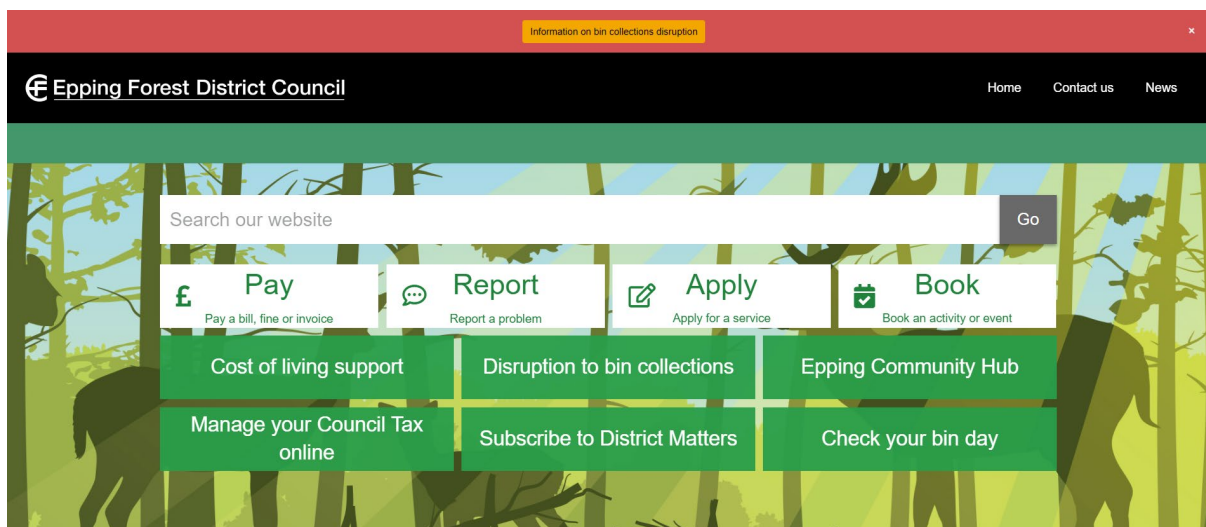 Information on bin collections disruption
×
Epping Forest District Council
Home Contact us News
Search our website Go
£ Pay
Pay a bill, fine or invoice
Report
Report a problem
Apply
Apply for a service
Book
Book an activity or event
Cost of living support
Disruption to bin collections
Epping Community Hub
Manage your Council Tax
online
Subscribe to District Matters
Check your bin day